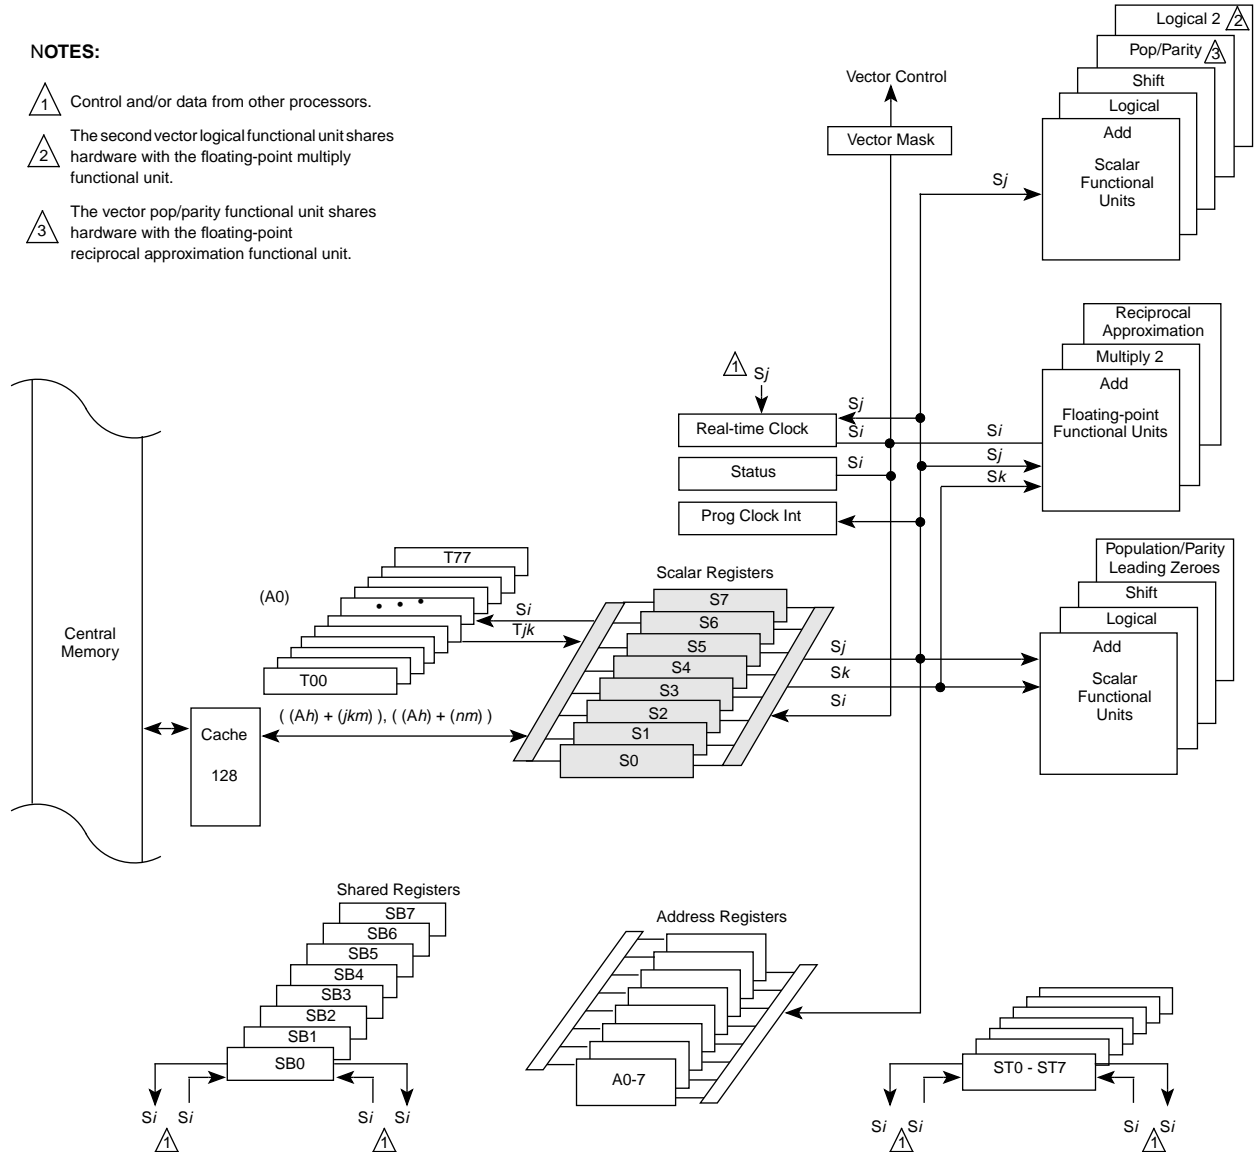 NOTES:
1 Control and/or data from other processors.
2 The second vector logical functional unit shares
hardware with the floating-point multiply
functional unit.
3 The vector pop/parity functional unit shares
hardware with the floating-point
reciprocal approximation functional unit.
Vector Control
Vector Mask
Logical 2 2
Pop/Parity 3
Shift
Logical
Add
Scalar
Functional
Units
Sj
Reciprocal
Approximation
Multiply 2
Add
Floating-point
Functional Units
1 Sj
Real-time Clock
Sj
Si
Si
Status
Si
Sj
Sk
Prog Clock Int
Population/Parity
Leading Zeroes
Shift
Logical
Add
Scalar
Functional
Units
Central
Memory
Cache
128
(A0)
T77
• • •
T00
Si
Tjk
( (Ah) + (jkm) ), ( (Ah) + (nm) )
Scalar Registers
S7
S6
S5
S4
S3
S2
S1
S0
Sj
Sk
Si
Shared Registers
SB7
SB6
SB5
SB4
SB3
SB2
SB1
SB0
Si Si Si Si
1 1
Address Registers
A0-7
ST0 - ST7
Si Si Si Si
1 1